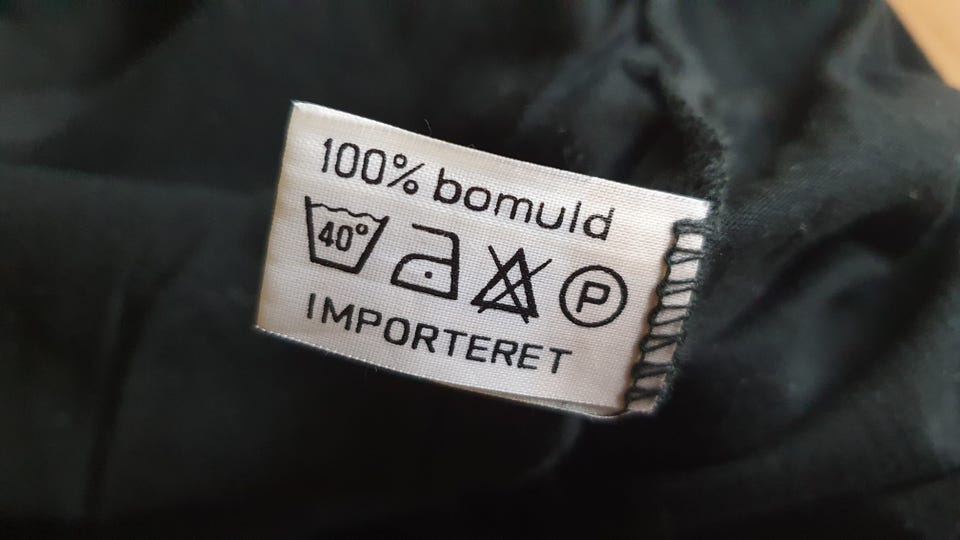 100% bomuld
40° P
IMPORTERET